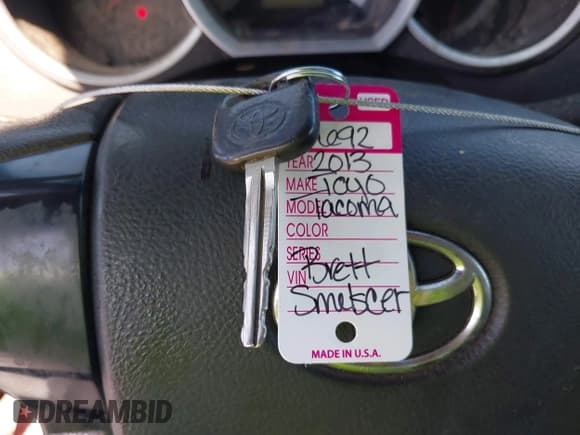 USED
692
YEAR 2013
MAKE Toyo
MODEL Tacoma
COLOR
SERIES
VIN Brett
Smelscer
MADE IN U.S.A.
DREAMBID